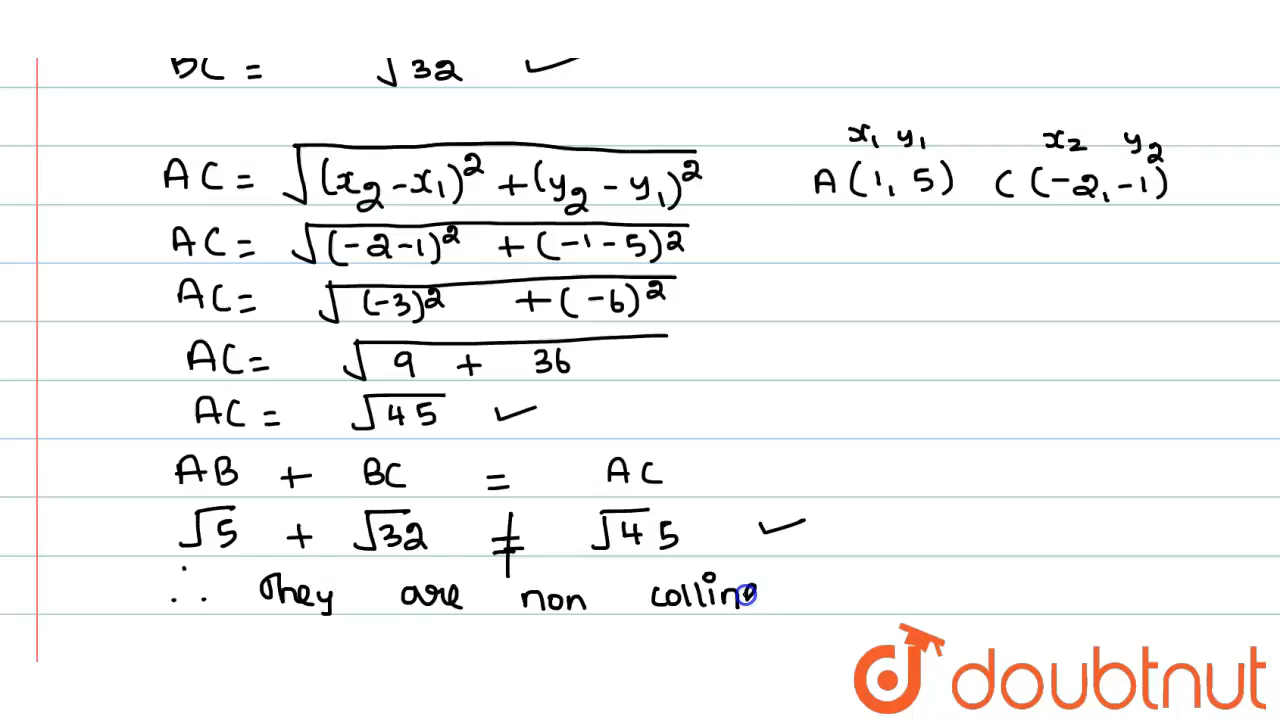 BC = √32 ✓
x₁ y₁ x₂ y₂
AC = √(x₂-x₁)² + (y₂-y₁)² A(1, 5) C(-2, -1)
AC = √(-2-1)² + (-1-5)²
AC = √(-3)² + (-6)²
AC = √9 + 36
AC = √45 ✓
AB + BC = AC
√5 + √32 ≠ √45 ✓
∴ They are non colline
doubtnut